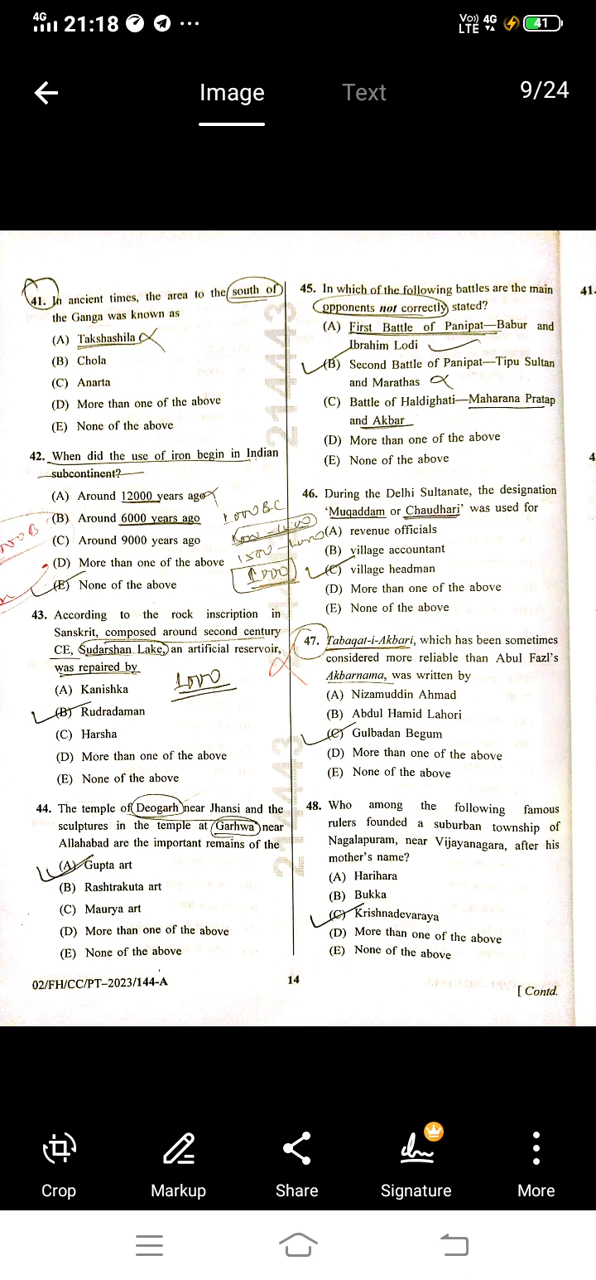 4G 21:18
Vo)) LTE 4G 41
Image Text 9/24
41. In ancient times, the area to the south of
the Ganga was known as
(A) Takshashila
(B) Chola
(C) Anarta
(D) More than one of the above
(E) None of the above
42. When did the use of iron begin in Indian
subcontinent?
(A) Around 12000 years ago
(B) Around 6000 years ago
(C) Around 9000 years ago
(D) More than one of the above
(E) None of the above
1000 BC
1000
43. According to the rock inscription in
Sanskrit, composed around second century
CE, Sudarshan Lake, an artificial reservoir,
was repaired by
(A) Kanishka
1000
(B) Rudradaman
(C) Harsha
(D) More than one of the above
(E) None of the above
44. The temple of Deogarh near Jhansi and the
sculptures in the temple at Garhwa near
Allahabad are the important remains of the
(A) Gupta art
(B) Rashtrakuta art
(C) Maurya art
(D) More than one of the above
(E) None of the above
214443
214443
45. In which of the following battles are the main
opponents not correctly stated?
(A) First Battle of Panipat—Babur and
Ibrahim Lodi
(B) Second Battle of Panipat—Tipu Sultan
and Marathas
(C) Battle of Haldighati—Maharana Pratap
and Akbar
(D) More than one of the above
(E) None of the above
46. During the Delhi Sultanate, the designation
‘Muqaddam or Chaudhari’ was used for
(A) revenue officials
(B) village accountant
(C) village headman
(D) More than one of the above
(E) None of the above
47. Tabaqat-i-Akbari, which has been sometimes
considered more reliable than Abul Fazl’s
Akbarnama, was written by
(A) Nizamuddin Ahmad
(B) Abdul Hamid Lahori
(C) Gulbadan Begum
(D) More than one of the above
(E) None of the above
48. Who among the following famous
rulers founded a suburban township of
Nagalapuram, near Vijayanagara, after his
mother’s name?
(A) Harihara
(B) Bukka
(C) Krishnadevaraya
(D) More than one of the above
(E) None of the above
41.
4
02/FH/CC/PT–2023/144-A
14
[ Contd.
Crop Markup Share Signature More